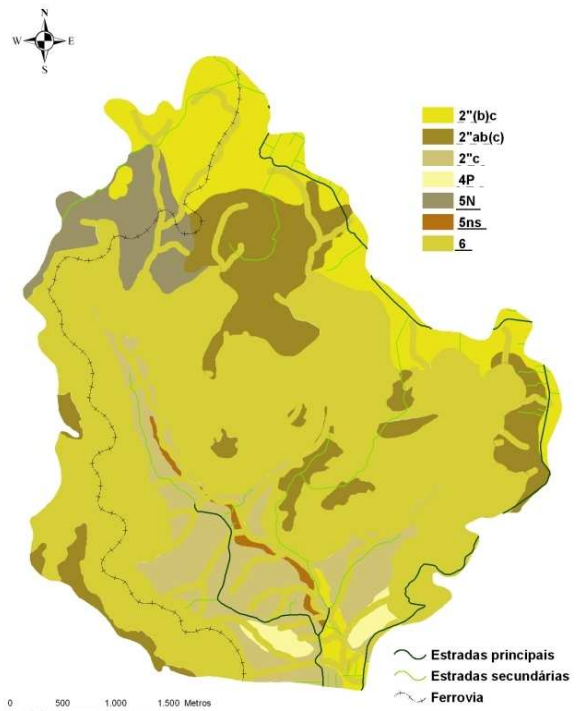 N
W E
S
2"(b)c
2"ab(c)
2"c
4P
5N
5ns
6
Estradas principais
Estradas secundárias
Ferrovia
0 500 1.000 1.500 Metros